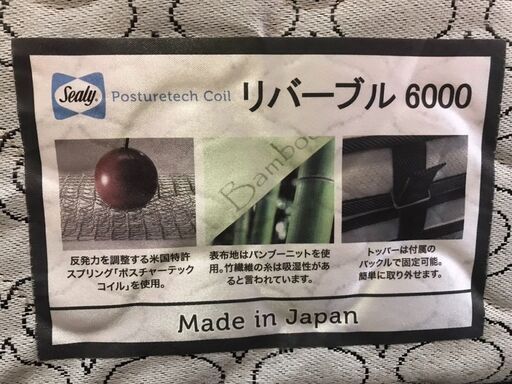 Sealy
Posturetech Coil
リバーブル 6000
Bamboo
反発力を調整する米国特許
スプリング「ポスチャーテック
コイル」を使用。
表布地はバンブーニットを使
用。竹繊維の糸は吸湿性があ
ると言われています。
トッパーは付属の
バックルで固定可能。
簡単に取り外せます。
Made in Japan